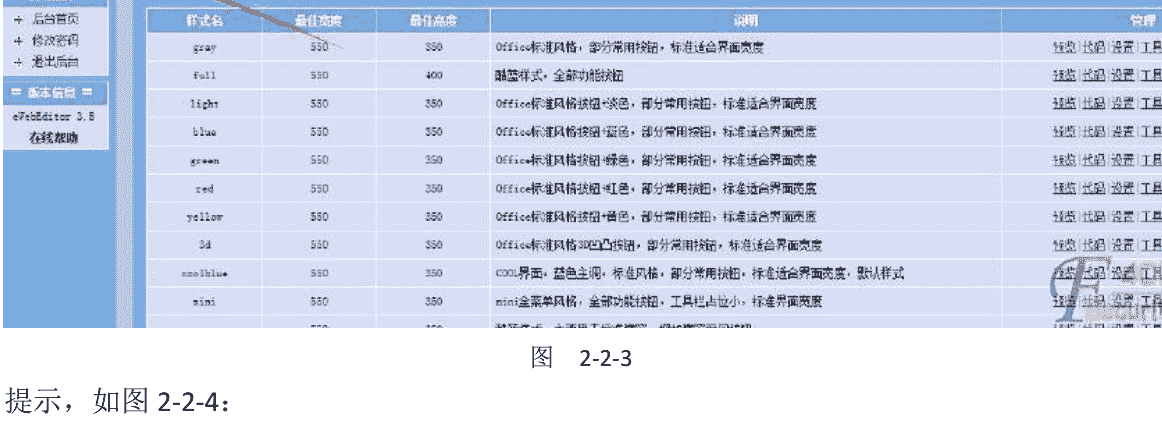 后台首页
修改密码
退出后台
版本信息
eWebEditor 3.8
在线帮助
样式名 最佳宽度 最佳高度 说明 管理
gray 550 350 Office标准风格，部分常用按钮，标准适合界面宽度 预览|代码|设置|工具
full 550 400 酷蓝样式，全部功能按钮 预览|代码|设置|工具
light 550 350 Office标准风格按钮+淡色，部分常用按钮，标准适合界面宽度 预览|代码|设置|工具
blue 550 350 Office标准风格按钮+蓝色，部分常用按钮，标准适合界面宽度 预览|代码|设置|工具
green 550 350 Office标准风格按钮+绿色，部分常用按钮，标准适合界面宽度 预览|代码|设置|工具
red 550 350 Office标准风格按钮+红色，部分常用按钮，标准适合界面宽度 预览|代码|设置|工具
yellow 550 350 Office标准风格按钮+黄色，部分常用按钮，标准适合界面宽度 预览|代码|设置|工具
3d 550 350 Office标准风格3D凹凸按钮，部分常用按钮，标准适合界面宽度 预览|代码|设置|工具
coolblue 550 350 COOL界面，蓝色主调，标准风格，部分常用按钮，标准适合界面宽度，默认样式 预览|代码|设置|工具
mini 550 350 mini全菜单风格，全部功能按钮，工具栏占位小，标准界面宽度 预览|代码|设置|工具
图 2-2-3
提示，如图 2-2-4：